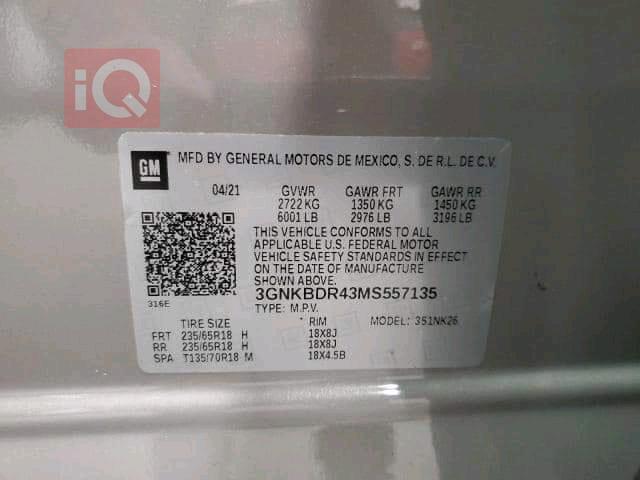 iQ
GM
MFD BY GENERAL MOTORS DE MEXICO, S. DE R.L. DE C.V.
04/21 GVWR GAWR FRT GAWR RR
2722 KG 1350 KG 1450 KG
6001 LB 2976 LB 3196 LB
THIS VEHICLE CONFORMS TO ALL
APPLICABLE U.S. FEDERAL MOTOR
VEHICLE SAFETY STANDARDS IN EFFECT
ON THE DATE OF MANUFACTURE
SHOWN ABOVE.
316E
3GNKBDR43MS557135
TYPE: M.P.V. MODEL: 351NK26
TIRE SIZE RIM
FRT 235/65R18 H 18X8J
RR 235/65R18 H 18X8J
SPA T135/70R18 M 18X4.5B